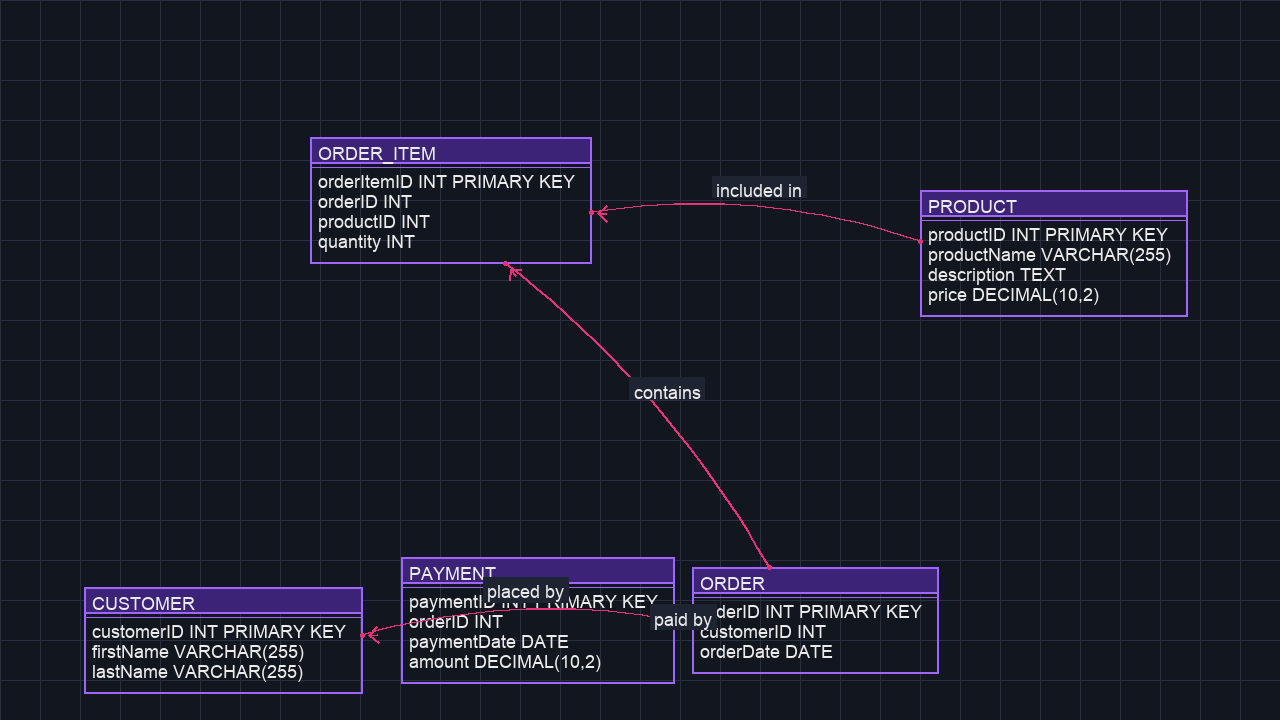 ORDER_ITEM
orderItemID INT PRIMARY KEY
orderID INT
productID INT
quantity INT
included in
PRODUCT
productID INT PRIMARY KEY
productName VARCHAR(255)
description TEXT
price DECIMAL(10,2)
contains
CUSTOMER
customerID INT PRIMARY KEY
firstName VARCHAR(255)
lastName VARCHAR(255)
PAYMENT
placed by
paymentID INT PRIMARY KEY
orderID INT
paymentDate DATE
amount DECIMAL(10,2)
paid by
ORDER
orderID INT PRIMARY KEY
customerID INT
orderDate DATE